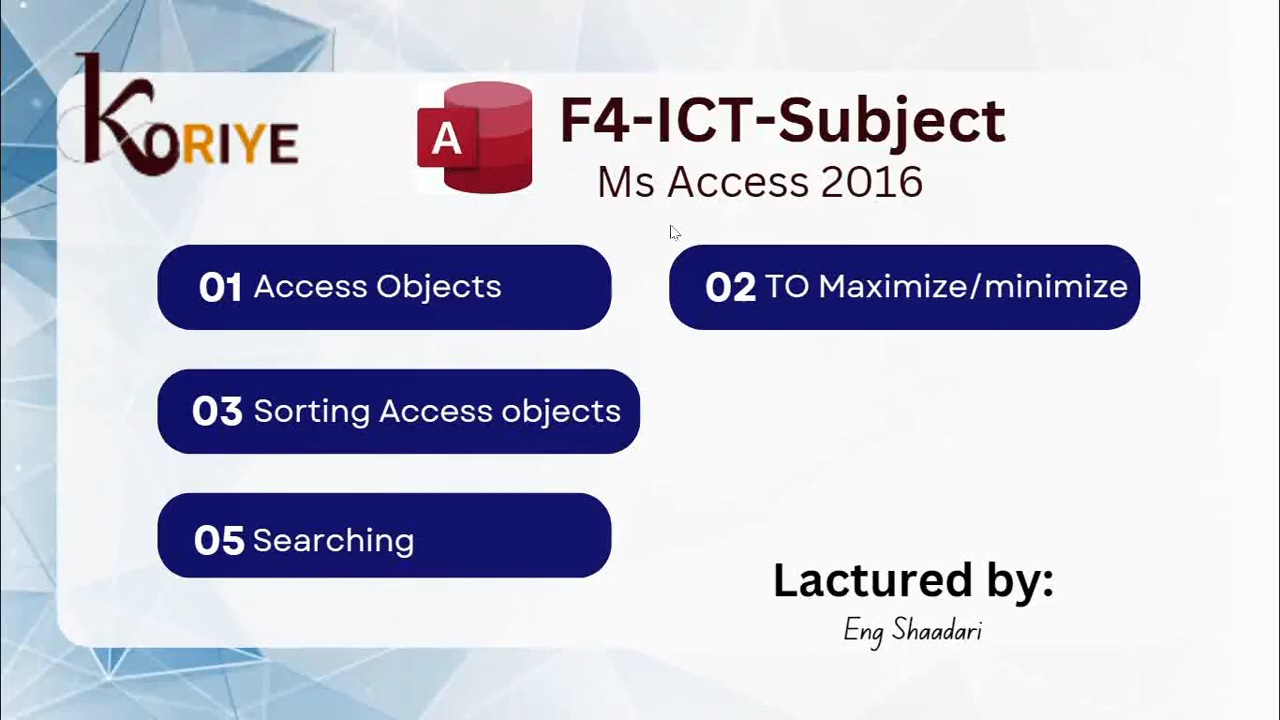 KORIYE
A
F4-ICT-Subject
Ms Access 2016
01 Access Objects
02 TO Maximize/minimize
03 Sorting Access objects
05 Searching
Lactured by:
Eng Shaadari